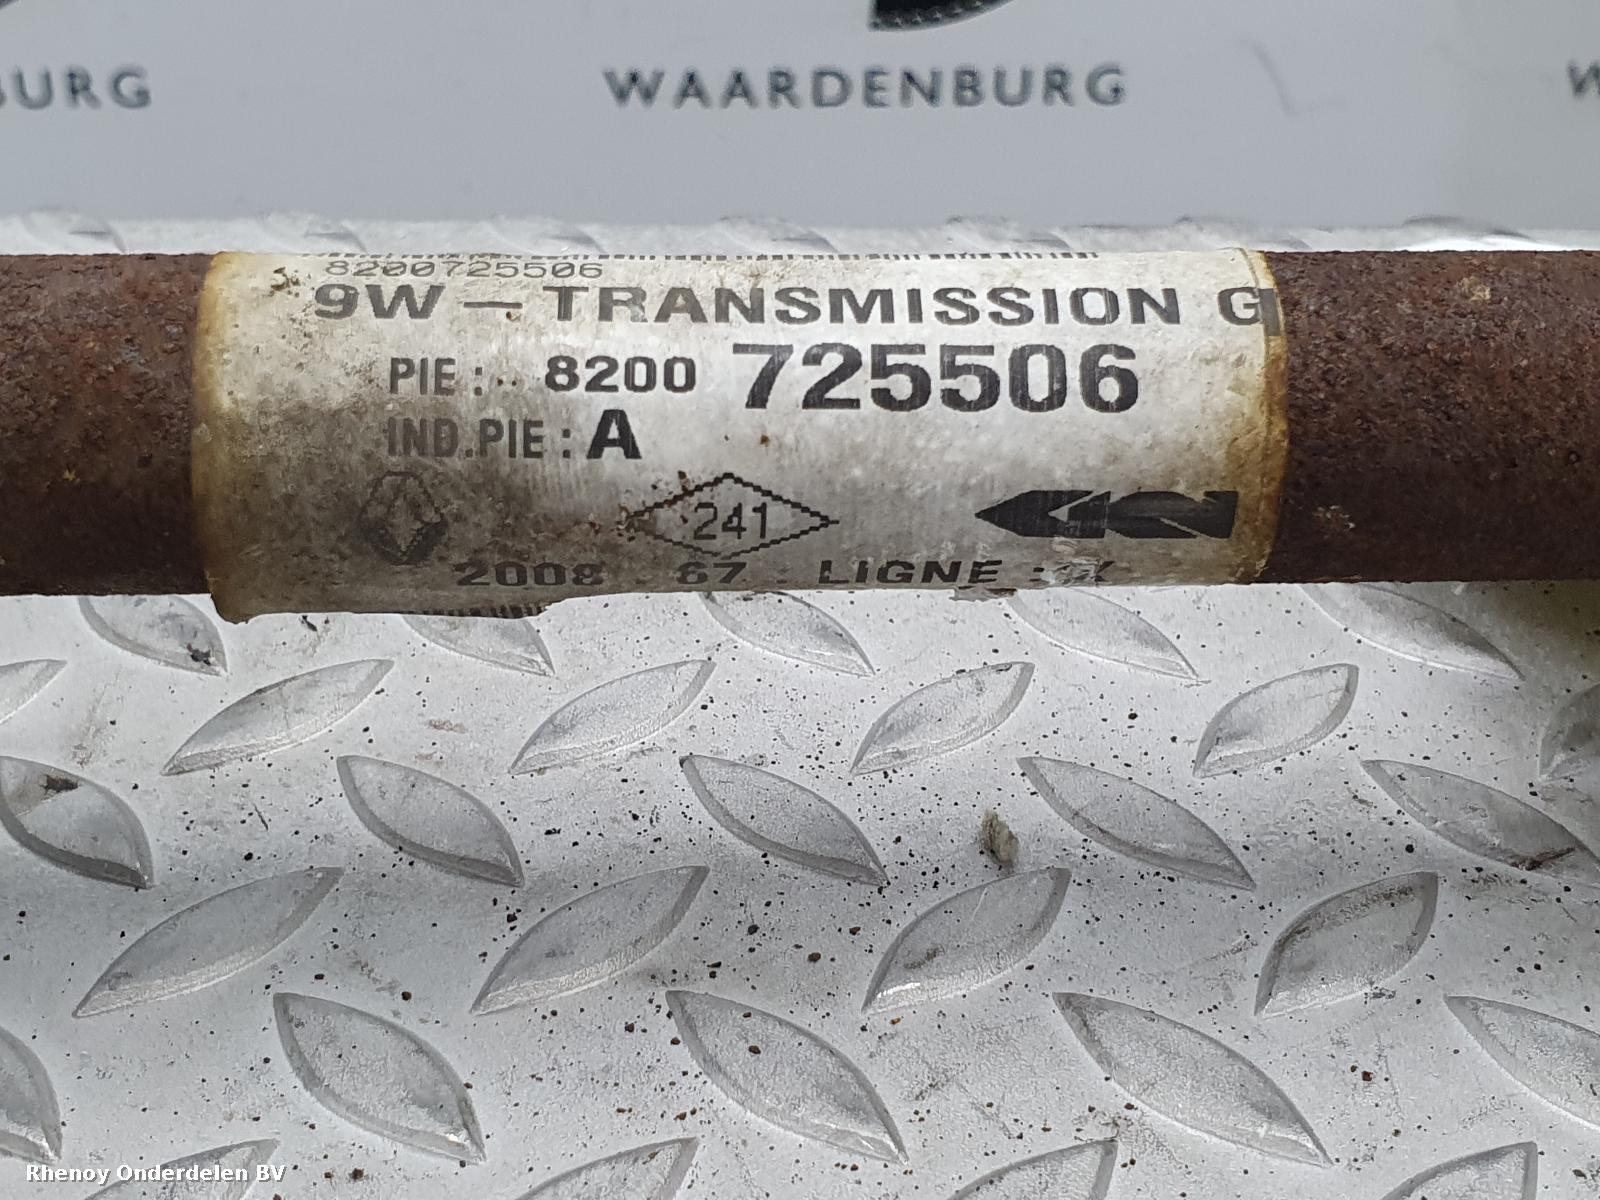 BURG WAARDENBURG W
8200725506
9W - TRANSMISSION G
PIE : 8200 725506
IND.PIE : A
241
2008 67 LIGNE :
Rhenoy Onderdelen BV